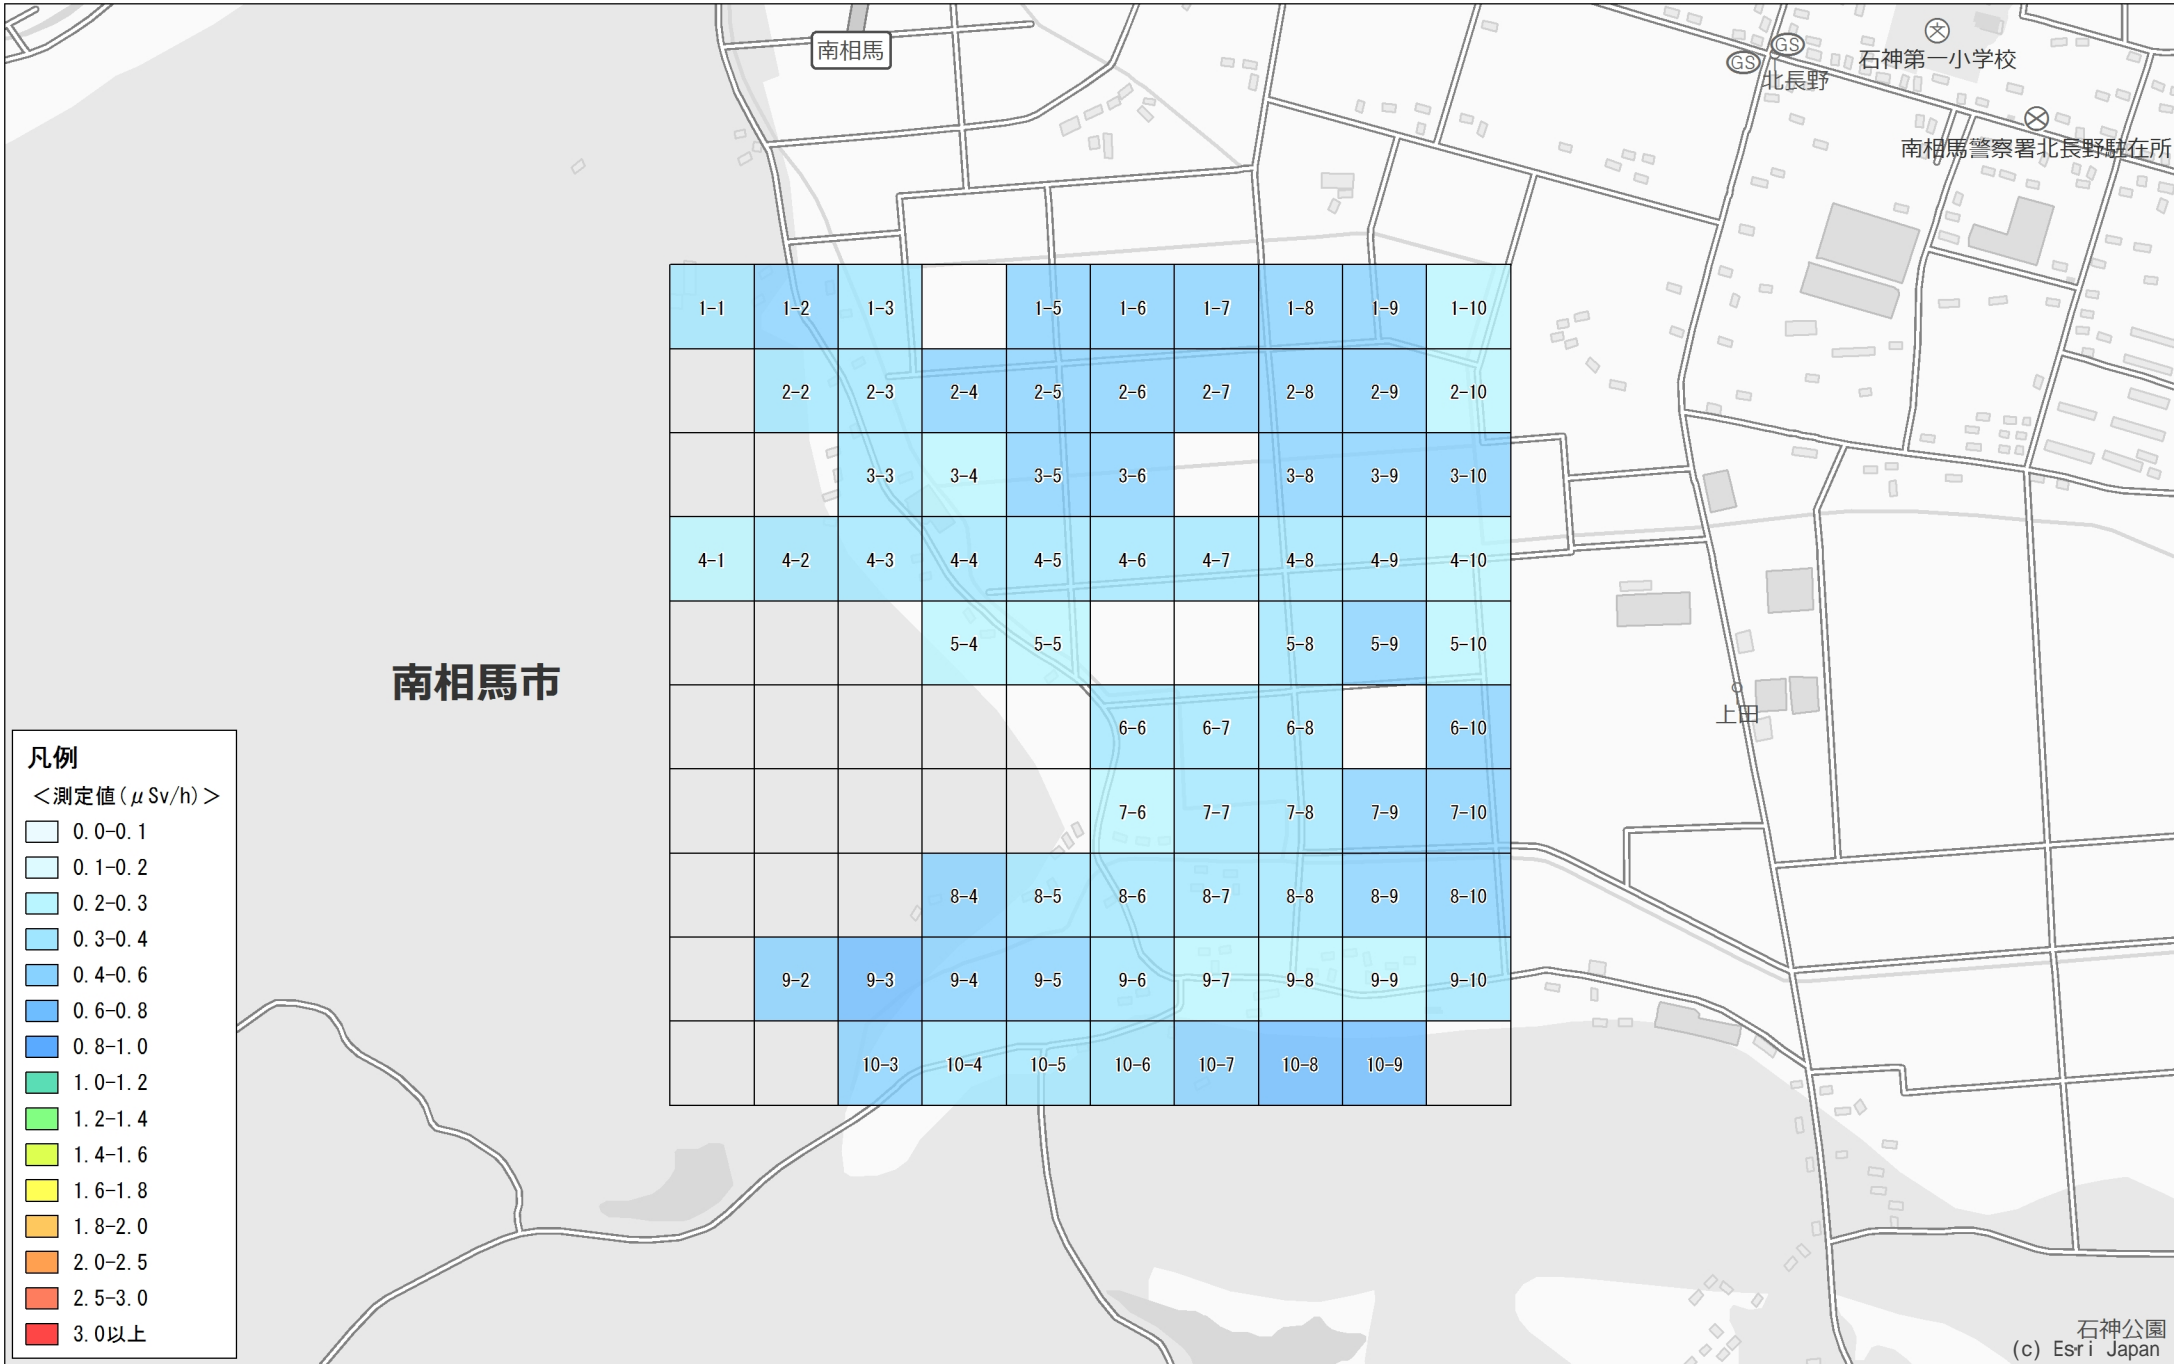 南相馬
GS
GS
北長野
石神第一小学校
南相馬警察署北長野駐在所
1-1 1-2 1-3 1-5 1-6 1-7 1-8 1-9 1-10
2-2 2-3 2-4 2-5 2-6 2-7 2-8 2-9 2-10
3-3 3-4 3-5 3-6 3-8 3-9 3-10
4-1 4-2 4-3 4-4 4-5 4-6 4-7 4-8 4-9 4-10
5-4 5-5 5-8 5-9 5-10
南相馬市
6-6 6-7 6-8 6-10
上田
7-6 7-7 7-8 7-9 7-10
8-4 8-5 8-6 8-7 8-8 8-9 8-10
9-2 9-3 9-4 9-5 9-6 9-7 9-8 9-9 9-10
10-3 10-4 10-5 10-6 10-7 10-8 10-9
凡例
＜測定値(μSv/h)＞
0.0-0.1
0.1-0.2
0.2-0.3
0.3-0.4
0.4-0.6
0.6-0.8
0.8-1.0
1.0-1.2
1.2-1.4
1.4-1.6
1.6-1.8
1.8-2.0
2.0-2.5
2.5-3.0
3.0以上
石神公園
(c) Esri Japan